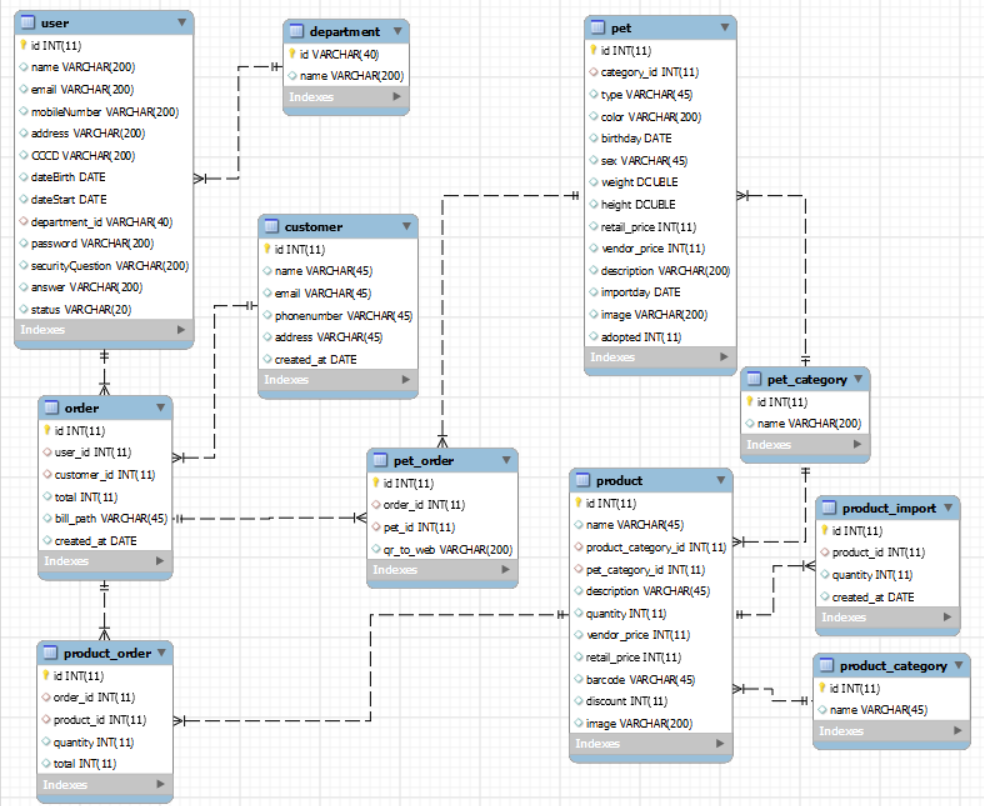 user
id INT(11)
name VARCHAR(200)
email VARCHAR(200)
mobileNumber VARCHAR(200)
address VARCHAR(200)
CCCD VARCHAR(200)
dateBirth DATE
dateStart DATE
department_id VARCHAR(40)
password VARCHAR(200)
securityQuestion VARCHAR(200)
answer VARCHAR(200)
status VARCHAR(20)
Indexes
department
id VARCHAR(40)
name VARCHAR(200)
Indexes
pet
id INT(11)
category_id INT(11)
type VARCHAR(45)
color VARCHAR(200)
birthday DATE
sex VARCHAR(45)
weight DOUBLE
height DOUBLE
retail_price INT(11)
vendor_price INT(11)
description VARCHAR(200)
importday DATE
image VARCHAR(200)
adopted INT(11)
Indexes
customer
id INT(11)
name VARCHAR(45)
email VARCHAR(45)
phonenumber VARCHAR(45)
address VARCHAR(45)
created_at DATE
Indexes
pet_category
id INT(11)
name VARCHAR(200)
Indexes
order
id INT(11)
user_id INT(11)
customer_id INT(11)
total INT(11)
bill_path VARCHAR(45)
created_at DATE
Indexes
pet_order
id INT(11)
order_id INT(11)
pet_id INT(11)
qr_to_web VARCHAR(200)
Indexes
product
id INT(11)
name VARCHAR(45)
product_category_id INT(11)
pet_category_id INT(11)
description VARCHAR(45)
quantity INT(11)
vendor_price INT(11)
retail_price INT(11)
barcode VARCHAR(45)
discount INT(11)
image VARCHAR(200)
Indexes
product_import
id INT(11)
product_id INT(11)
quantity INT(11)
created_at DATE
Indexes
product_order
id INT(11)
order_id INT(11)
product_id INT(11)
quantity INT(11)
total INT(11)
Indexes
product_category
id INT(11)
name VARCHAR(45)
Indexes